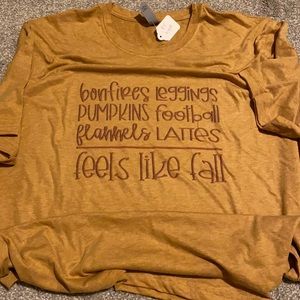 bonfires leggings
PUMPKINS football
flannels LATTES
feels like fall